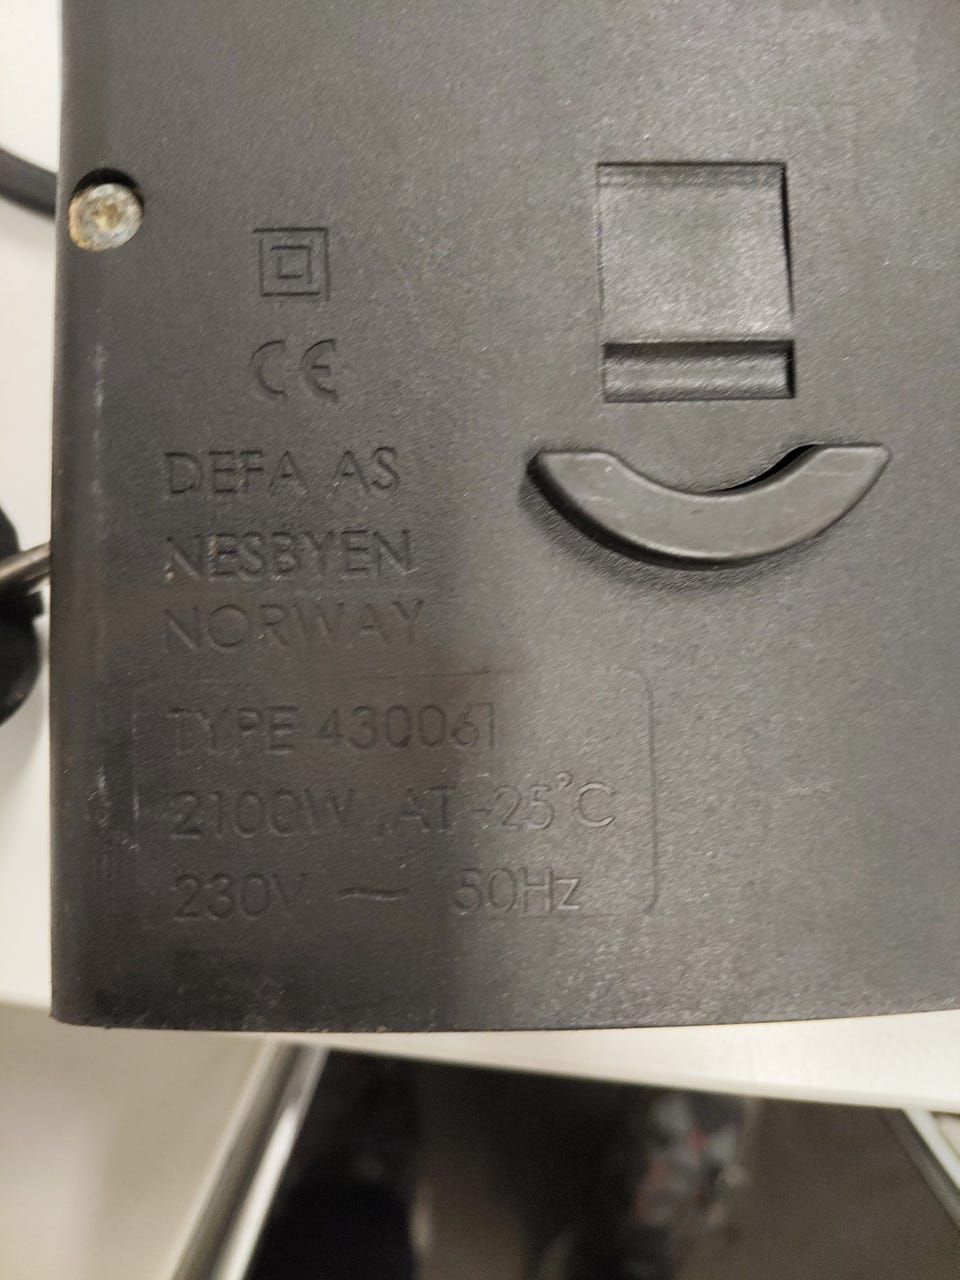 CE
DEFA AS
NESBYEN
NORWAY
TYPE 430061
2100W AT -25°C
230V ~ 50Hz